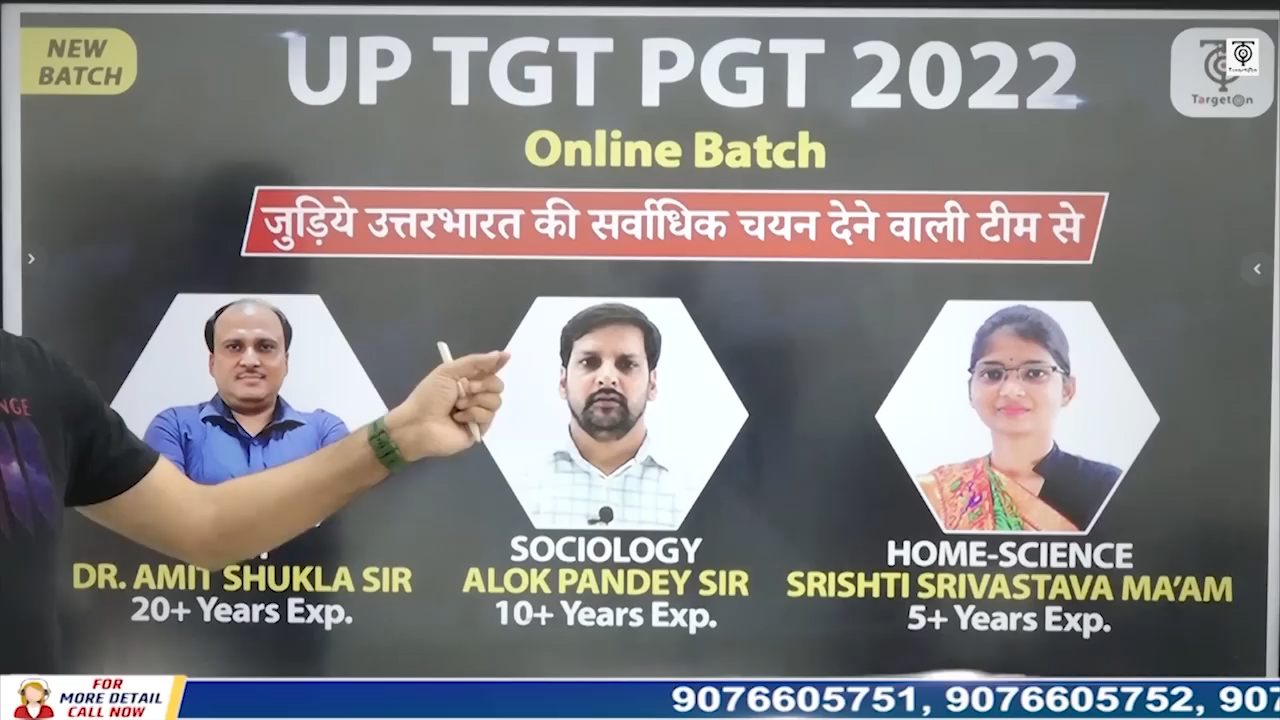 NEW
BATCH
UP TGT PGT 2022
TargetOn
Online Batch
जुड़िये उत्तरभारत की सर्वाधिक चयन देने वाली टीम से
NGE
SOCIOLOGY
HOME-SCIENCE
DR. AMIT SHUKLA SIR
ALOK PANDEY SIR
SRISHTI SRIVASTAVA MA'AM
20+ Years Exp.
10+ Years Exp.
5+ Years Exp.
FOR
MORE DETAIL
CALL NOW
9076605751, 9076605752, 907